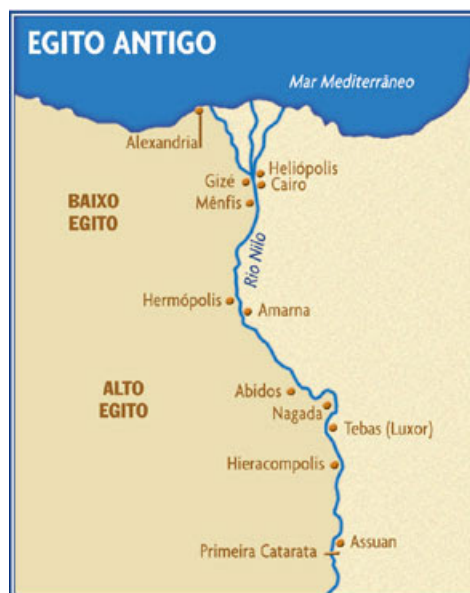 EGITO ANTIGO
Mar Mediterrâneo
Alexandria
Heliópolis
Gizé
Cairo
Mênfis
BAIXO
EGITO
Rio Nilo
Hermópolis
Amarna
ALTO
EGITO
Abidos
Nagada
Tebas (Luxor)
Hieracompolis
Assuan
Primeira Catarata